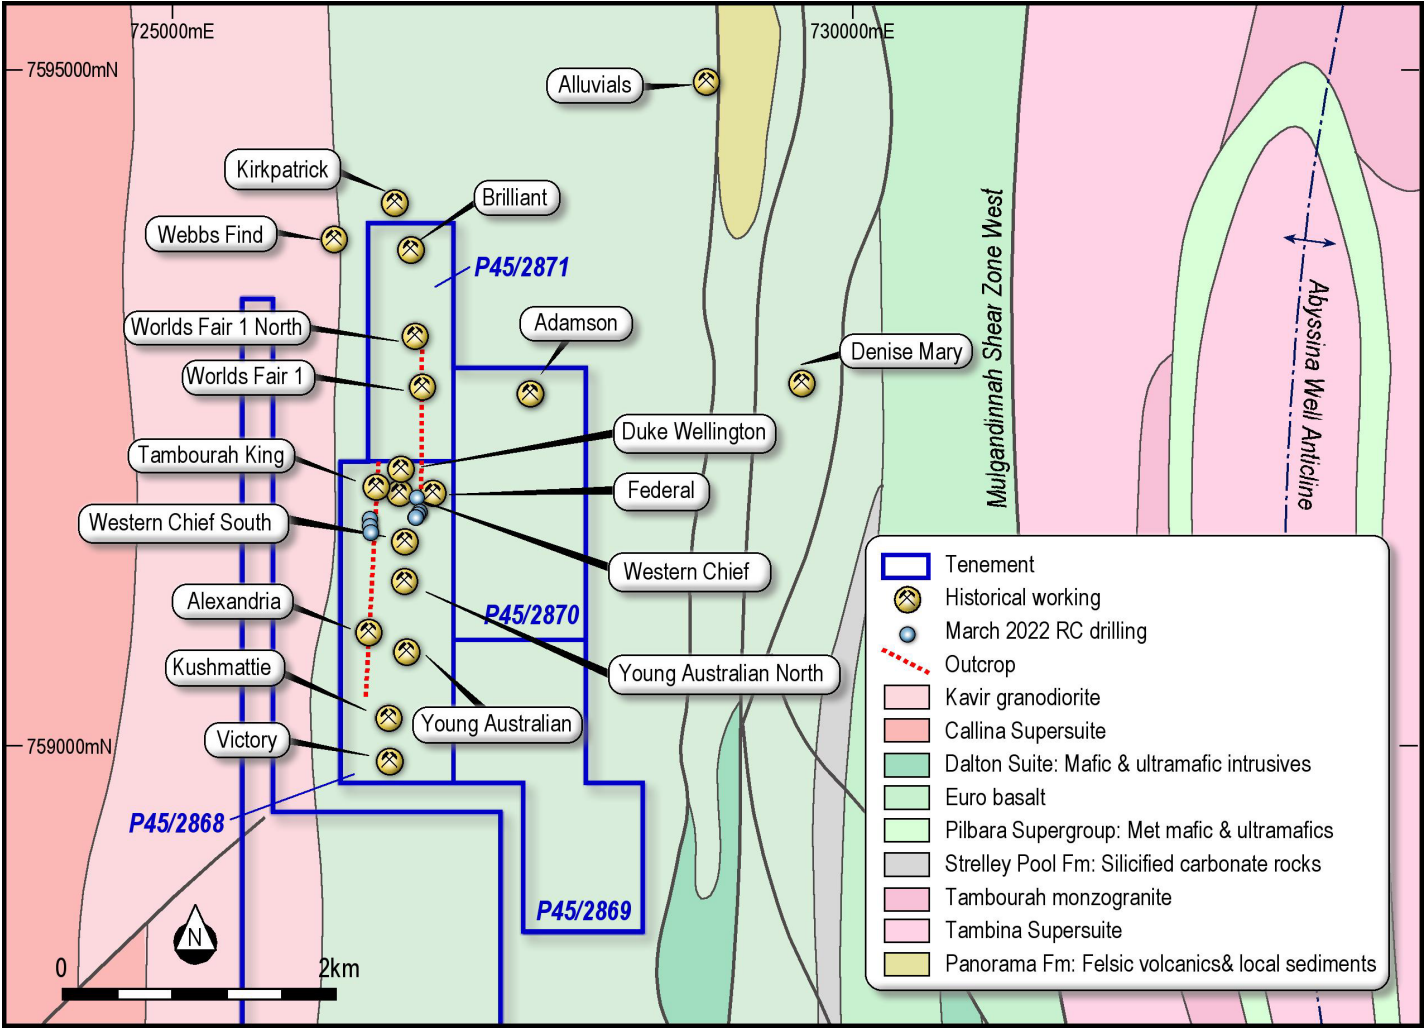 725000mE
730000mE
7595000mN
Alluvials
Kirkpatrick
Brilliant
Webbs Find
P45/2871
Worlds Fair 1 North
Adamson
Denise Mary
Worlds Fair 1
Mulgandinnah Shear Zone West
Abyssina Well Anticline
Duke Wellington
Tambourah King
Federal
Western Chief South
Western Chief
Alexandria
P45/2870
Kushmattie
Young Australian North
Young Australian
Victory
759000mN
P45/2868
P45/2869
N
0
2km
Tenement
Historical working
March 2022 RC drilling
Outcrop
Kavir granodiorite
Callina Supersuite
Dalton Suite: Mafic & ultramafic intrusives
Euro basalt
Pilbara Supergroup: Met mafic & ultramafics
Strelley Pool Fm: Silicified carbonate rocks
Tambourah monzogranite
Tambina Supersuite
Panorama Fm: Felsic volcanics& local sediments